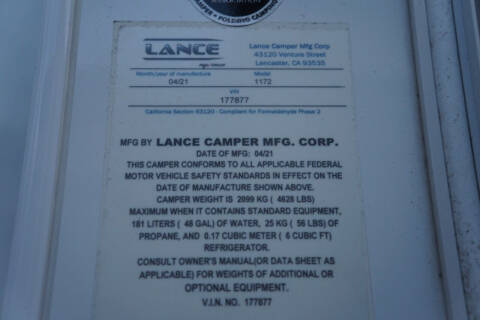 ASSOCIATION
CAMPER • FOLDING CAMPING
LANCE
Lance Camper Mfg Corp
43120 Venture Street
Lancaster, CA 93535
Month/year of manufacture
Model
04/21
1172
VIN
177877
California Section 93120 - Compliant for Formaldehyde Phase 2
MFG BY LANCE CAMPER MFG. CORP.
DATE OF MFG: 04/21
THIS CAMPER CONFORMS TO ALL APPLICABLE FEDERAL
MOTOR VEHICLE SAFETY STANDARDS IN EFFECT ON THE
DATE OF MANUFACTURE SHOWN ABOVE.
CAMPER WEIGHT IS 2099 KG ( 4628 LBS)
MAXIMUM WHEN IT CONTAINS STANDARD EQUIPMENT,
181 LITERS ( 48 GAL) OF WATER, 25 KG ( 56 LBS) OF
PROPANE, AND 0.17 CUBIC METER ( 6 CUBIC FT)
REFRIGERATOR.
CONSULT OWNER'S MANUAL(OR DATA SHEET AS
APPLICABLE) FOR WEIGHTS OF ADDITIONAL OR
OPTIONAL EQUIPMENT.
V.I.N. NO. 177877